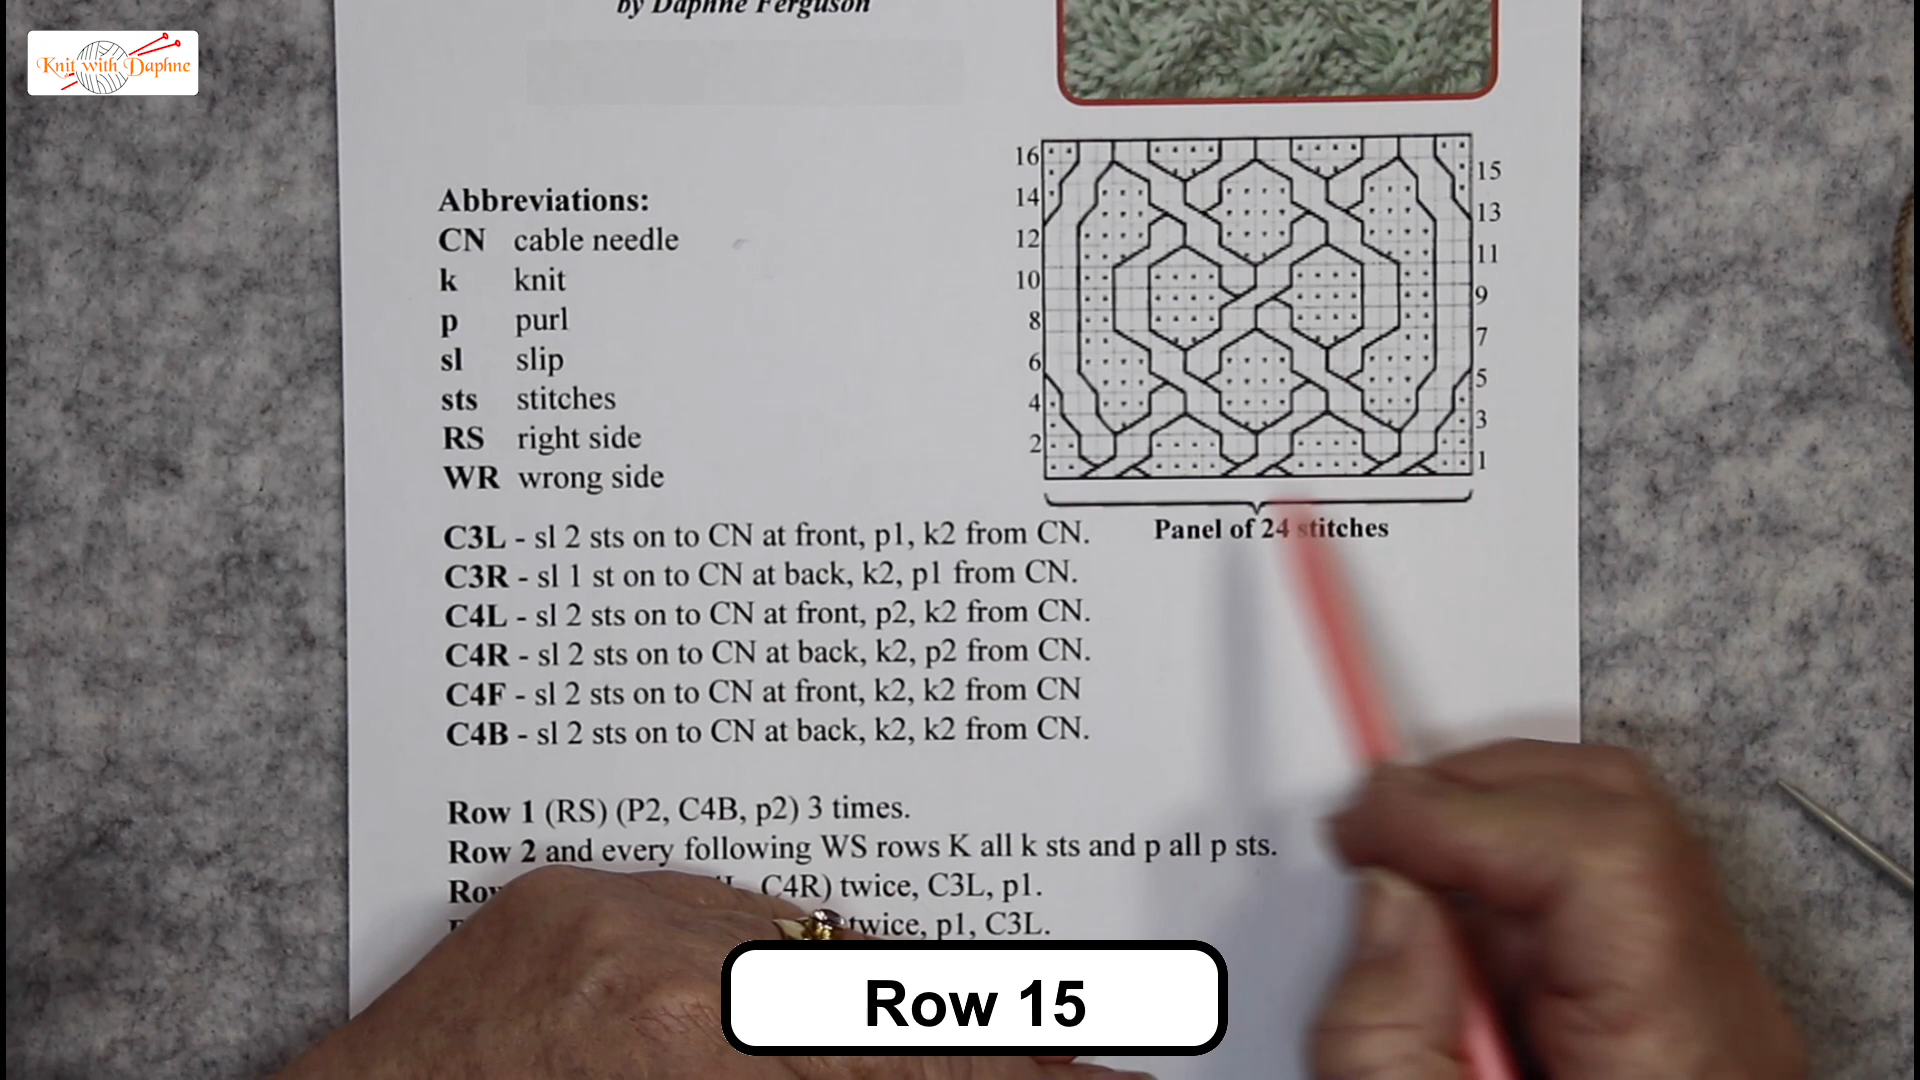 by Daphne Ferguson
Knit with Daphne
16
15
14
13
12
11
10
9
8
7
6
5
4
3
2
1
Panel of 24 stitches
Abbreviations:
CN cable needle
k knit
p purl
sl slip
sts stitches
RS right side
WR wrong side
C3L - sl 2 sts on to CN at front, p1, k2 from CN.
C3R - sl 1 st on to CN at back, k2, p1 from CN.
C4L - sl 2 sts on to CN at front, p2, k2 from CN.
C4R - sl 2 sts on to CN at back, k2, p2 from CN.
C4F - sl 2 sts on to CN at front, k2, k2 from CN
C4B - sl 2 sts on to CN at back, k2, k2 from CN.
Row 1 (RS) (P2, C4B, p2) 3 times.
Row 2 and every following WS rows K all k sts and p all p sts.
C4R) twice, C3L, p1.
twice, p1, C3L.
Row 15